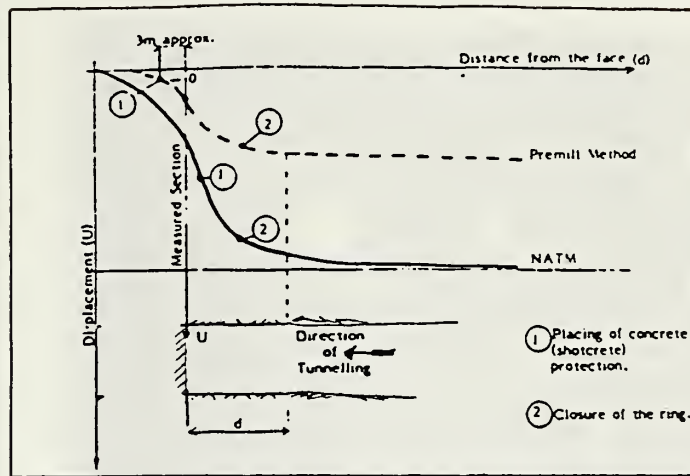 3m approx.
Distance from the face (d)
O
1
2
Premill Method
1
2
NATM
Measured Section
Displacement (U)
U
Direction
of
Tunnelling
d
1 Placing of concrete
(shotcrete)
protection.
2 Closure of the ring.